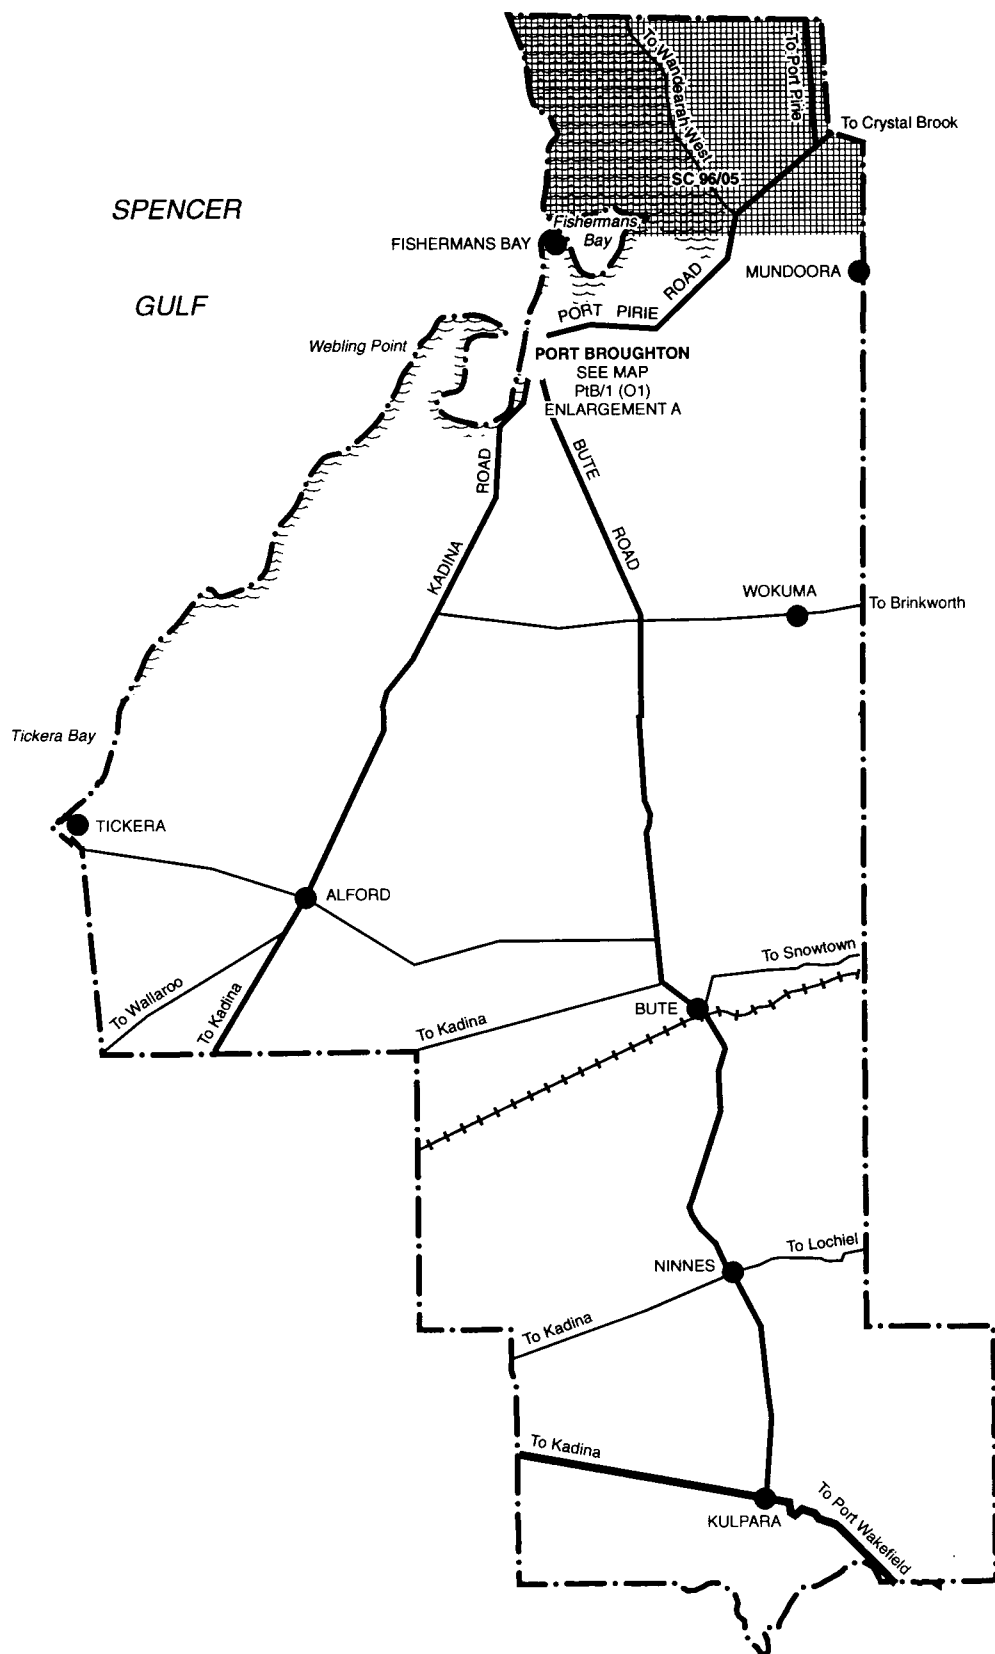 To Wandearah West
To Port Pirie
To Crystal Brook
SC 96/05
SPENCER
GULF
Fishermans
Bay
FISHERMANS BAY
MUNDOORA
PORT PIRIE ROAD
Webling Point
PORT BROUGHTON
SEE MAP
PtB/1 (O1)
ENLARGEMENT A
KADINA ROAD
BUTE ROAD
WOKUMA
To Brinkworth
Tickera Bay
TICKERA
ALFORD
To Wallaroo
To Kadina
To Kadina
To Snowtown
BUTE
To Lochiel
NINNES
To Kadina
To Kadina
KULPARA
To Port Wakefield